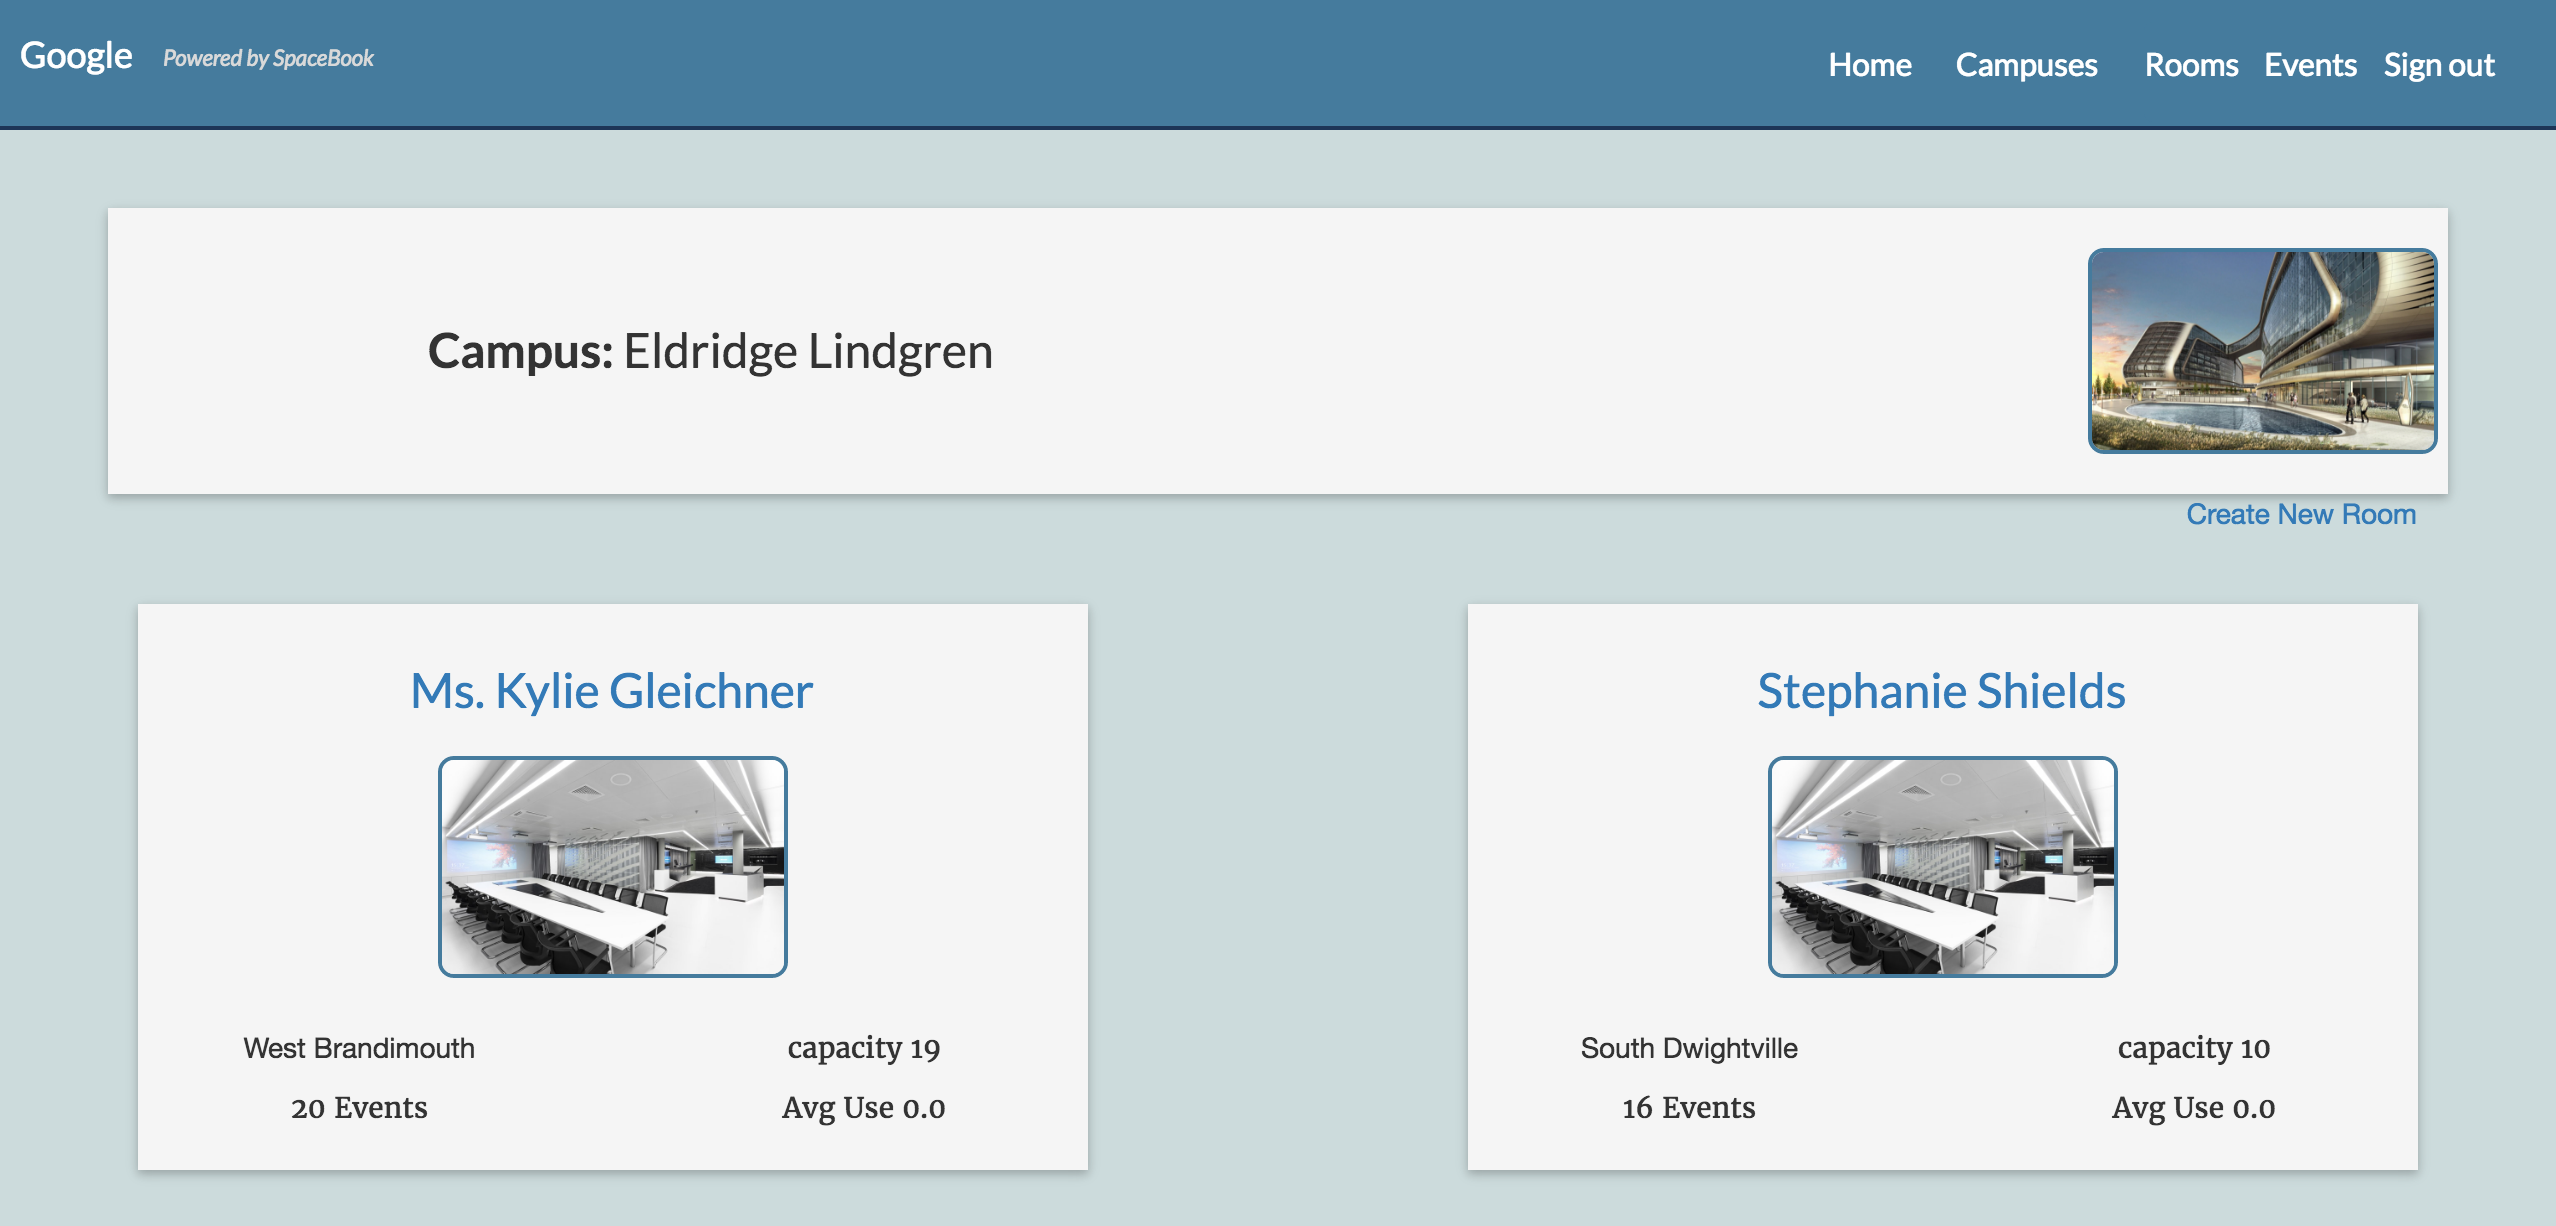 Google Powered by SpaceBook
Home Campuses Rooms Events Sign out
Campus: Eldridge Lindgren
Create New Room
Ms. Kylie Gleichner
West Brandimouth capacity 19
20 Events Avg Use 0.0
Stephanie Shields
South Dwightville capacity 10
16 Events Avg Use 0.0